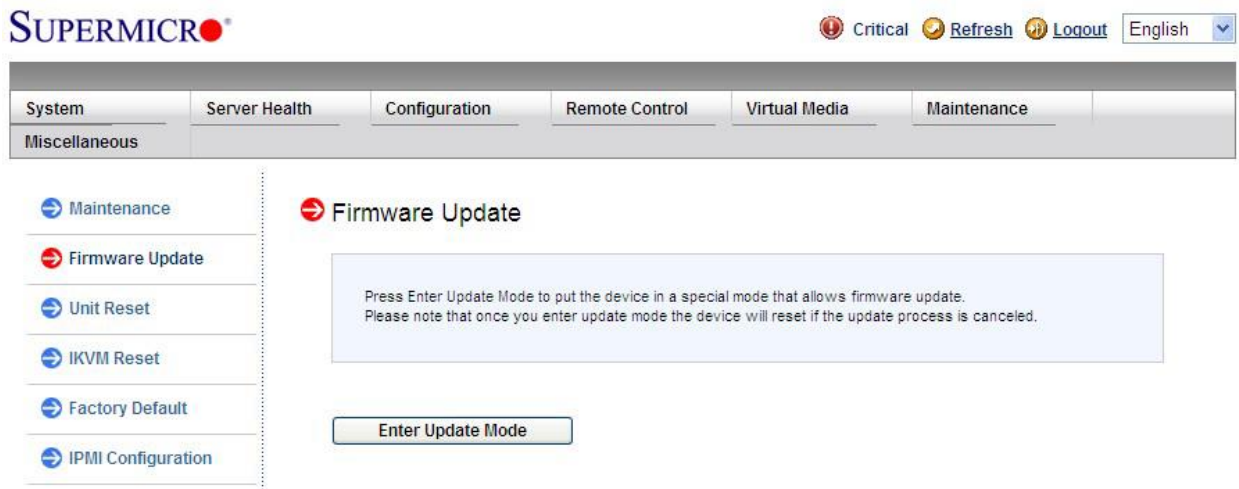 SUPERMICRO
Critical Refresh Logout English
System Server Health Configuration Remote Control Virtual Media Maintenance
Miscellaneous
Maintenance
Firmware Update
Unit Reset
IKVM Reset
Factory Default
IPMI Configuration
Firmware Update
Press Enter Update Mode to put the device in a special mode that allows firmware update.
Please note that once you enter update mode the device will reset if the update process is canceled.
Enter Update Mode